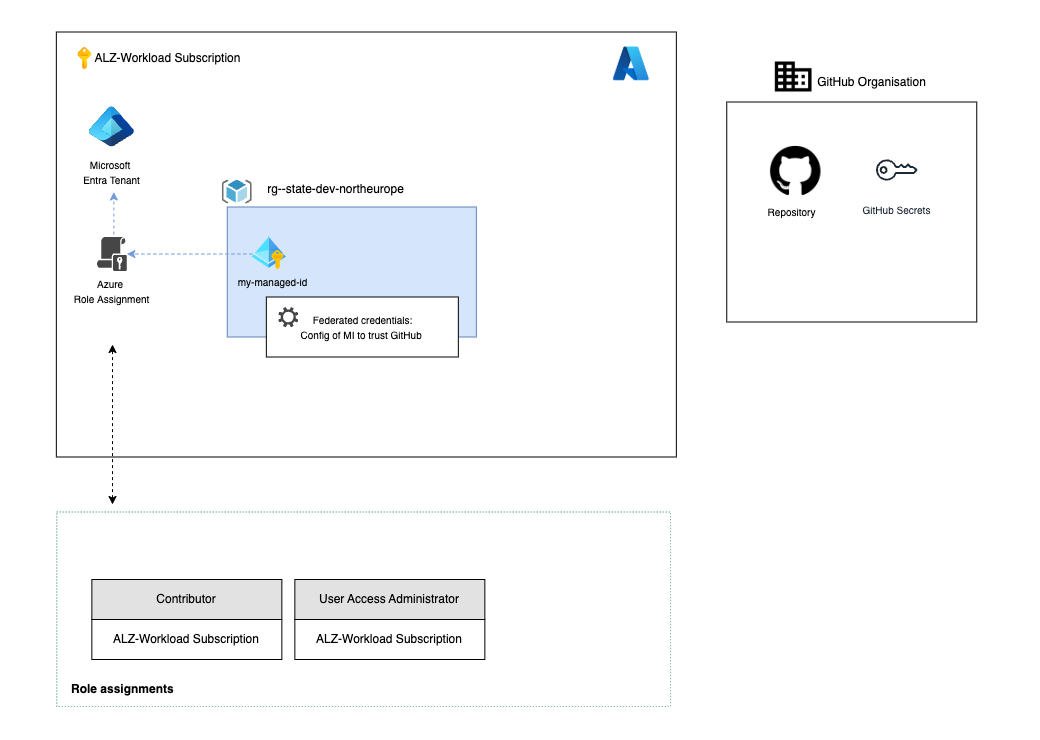 ALZ-Workload Subscription
GitHub Organisation
Microsoft
Entra Tenant
rg--state-dev-northeurope
Repository
GitHub Secrets
my-managed-id
Azure
Role Assignment
Federated credentials:
Config of MI to trust GitHub
Contributor
User Access Administrator
ALZ-Workload Subscription
ALZ-Workload Subscription
Role assignments